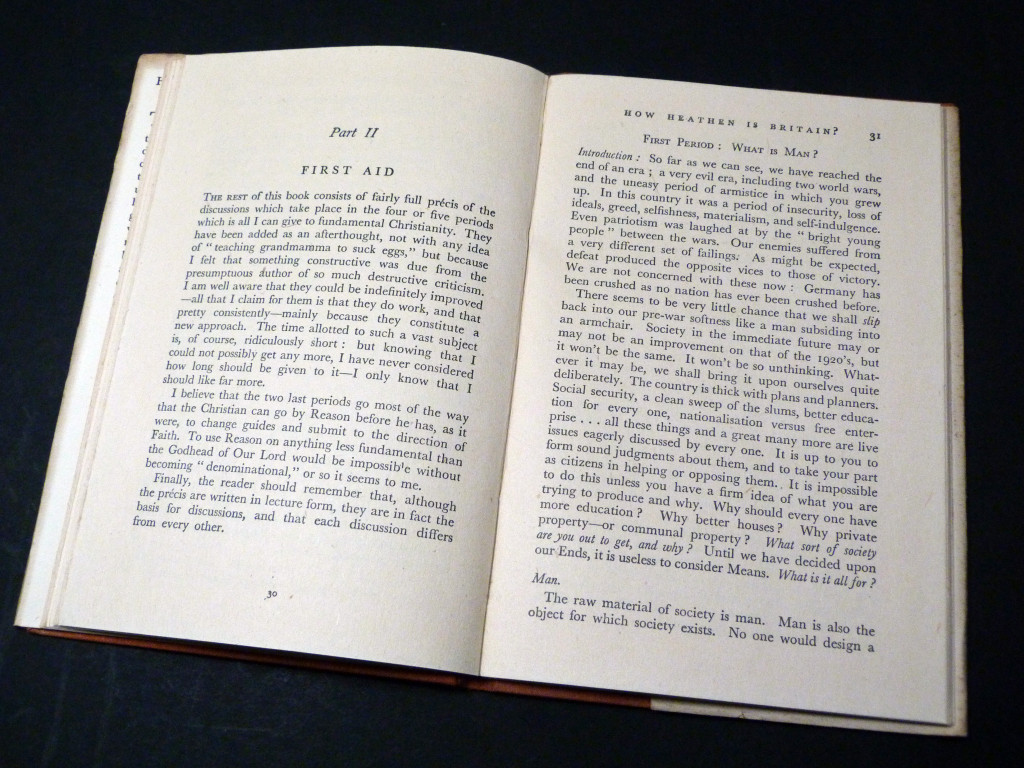 Part II
FIRST AID
THE REST of this book consists of fairly full précis of the
discussions which take place in the four or five periods
which is all I can give to fundamental Christianity. They
have been added as an afterthought, not with any idea
of "teaching grandmamma to suck eggs," but because
I felt that something constructive was due from the
presumptuous author of so much destructive criticism.
I am well aware that they could be indefinitely improved
—all that I claim for them is that they do work, and that
pretty consistently—mainly because they constitute a
new approach. The time allotted to such a vast subject
is, of course, ridiculously short: but knowing that I
could not possibly get any more, I have never considered
how long should be given to it—I only know that I
should like far more.
I believe that the two last periods go most of the way
that the Christian can go by Reason before he has, as it
were, to change guides and submit to the direction of
Faith. To use Reason on anything less fundamental than
the Godhead of Our Lord would be impossible without
becoming "denominational," or so it seems to me.
Finally, the reader should remember that, although
the précis are written in lecture form, they are in fact the
basis for discussions, and that each discussion differs
from every other.
30
HOW HEATHEN IS BRITAIN? 31
FIRST PERIOD: WHAT IS MAN?
Introduction: So far as we can see, we have reached the
end of an era; a very evil era, including two world wars,
and the uneasy period of armistice in which you grew
up. In this country it was a period of insecurity, loss of
ideals, greed, selfishness, materialism, and self-indulgence.
Even patriotism was laughed at by the "bright young
people" between the wars. Our enemies suffered from
a very different set of failings. As might be expected,
defeat produced the opposite vices to those of victory.
We are not concerned with these now: Germany has
been crushed as no nation has ever been crushed before.
There seems to be very little chance that we shall slip
back into our pre-war softness like a man subsiding into
an armchair. Society in the immediate future may or
may not be an improvement on that of the 1920's, but
it won't be the same. It won't be so unthinking. What-
ever it may be, we shall bring it upon ourselves quite
deliberately. The country is thick with plans and planners.
Social security, a clean sweep of the slums, better educa-
tion for every one, nationalisation versus free enter-
prise . . . all these things and a great many more are live
issues eagerly discussed by every one. It is up to you to
form sound judgments about them, and to take your part
as citizens in helping or opposing them. It is impossible
to do this unless you have a firm idea of what you are
trying to produce and why. Why should every one have
more education? Why better houses? Why private
property—or communal property? What sort of society
are you out to get, and why? Until we have decided upon
our Ends, it is useless to consider Means. What is it all for?
Man.
The raw material of society is man. Man is also the
object for which society exists. No one would design a